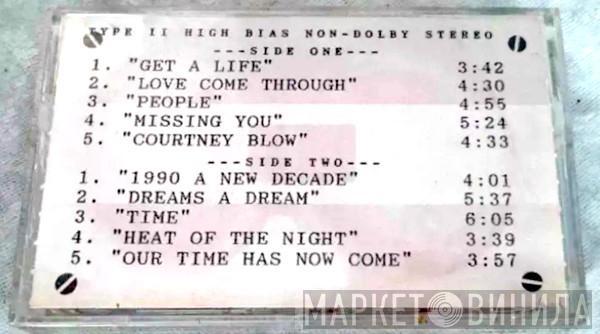 TYPE II HIGH BIAS NON-DOLBY STEREO
---SIDE ONE---
1. "GET A LIFE" 3:42
2. "LOVE COME THROUGH" 4:30
3. "PEOPLE" 4:55
4. "MISSING YOU" 5:24
5. "COURTNEY BLOW" 4:33
---SIDE TWO---
1. "1990 A NEW DECADE" 4:01
2. "DREAMS A DREAM" 5:37
3. "TIME" 6:05
4. "HEAT OF THE NIGHT" 3:39
5. "OUR TIME HAS NOW COME" 3:57
МАРКЕТ ВИНИЛА